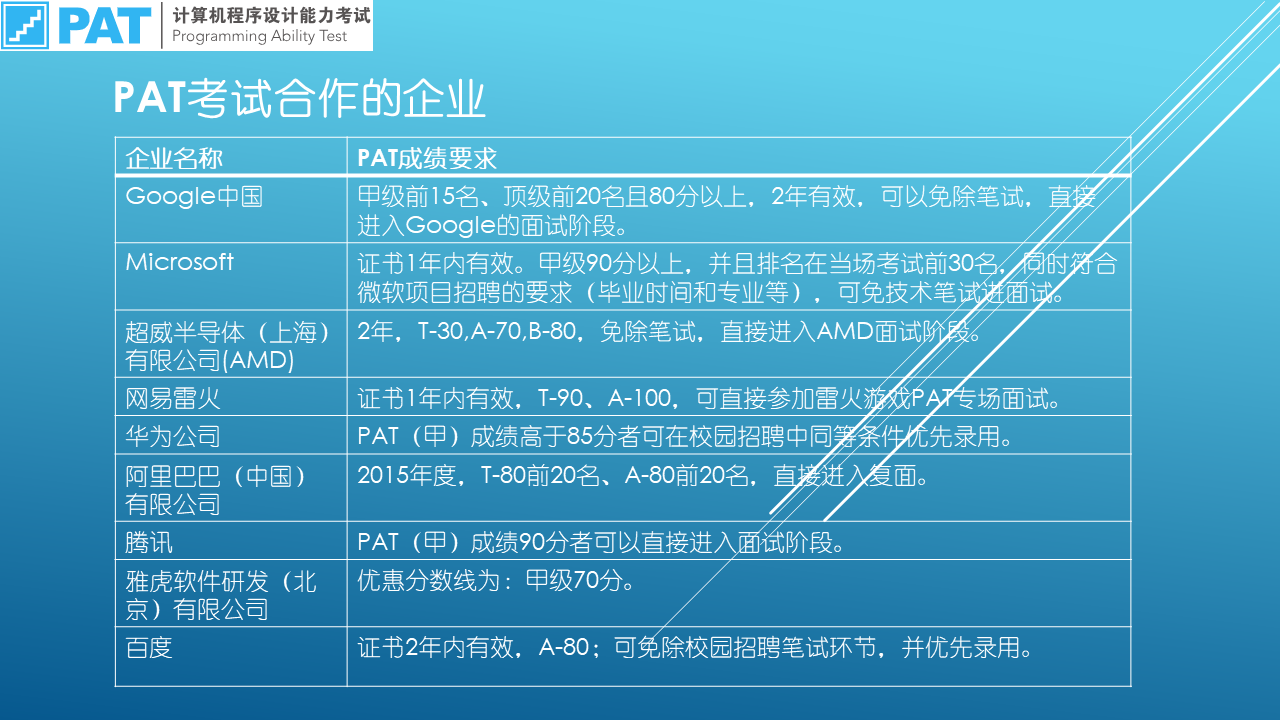 PAT 计算机程序设计能力考试
Programming Ability Test
PAT考试合作的企业
企业名称 PAT成绩要求
Google中国 甲级前15名、顶级前20名且80分以上，2年有效，可以免除笔试，直接
进入Google的面试阶段。
Microsoft 证书1年内有效。甲级90分以上，并且排名在当场考试前30名，同时符合
微软项目招聘的要求（毕业时间和专业等），可免技术笔试进面试。
超威半导体（上海） 2年，T-30,A-70,B-80，免除笔试，直接进入AMD面试阶段。
有限公司(AMD)
网易雷火 证书1年内有效，T-90、A-100，可直接参加雷火游戏PAT专场面试。
华为公司 PAT（甲）成绩高于85分者可在校园招聘中同等条件优先录用。
阿里巴巴（中国） 2015年度，T-80前20名、A-80前20名，直接进入复面。
有限公司
腾讯 PAT（甲）成绩90分者可以直接进入面试阶段。
雅虎软件研发（北 优惠分数线为：甲级70分。
京）有限公司
百度 证书2年内有效，A-80；可免除校园招聘笔试环节，并优先录用。